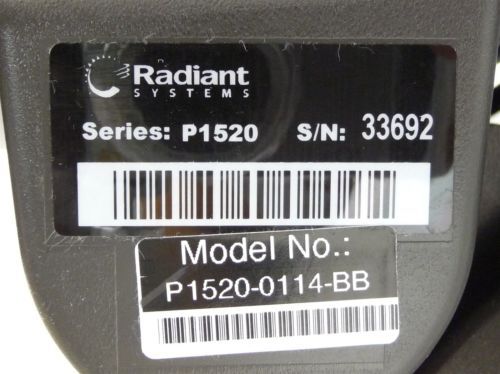 Radiant
SYSTEMS
Series: P1520 S/N: 33692
Model No.:
P1520-0114-BB